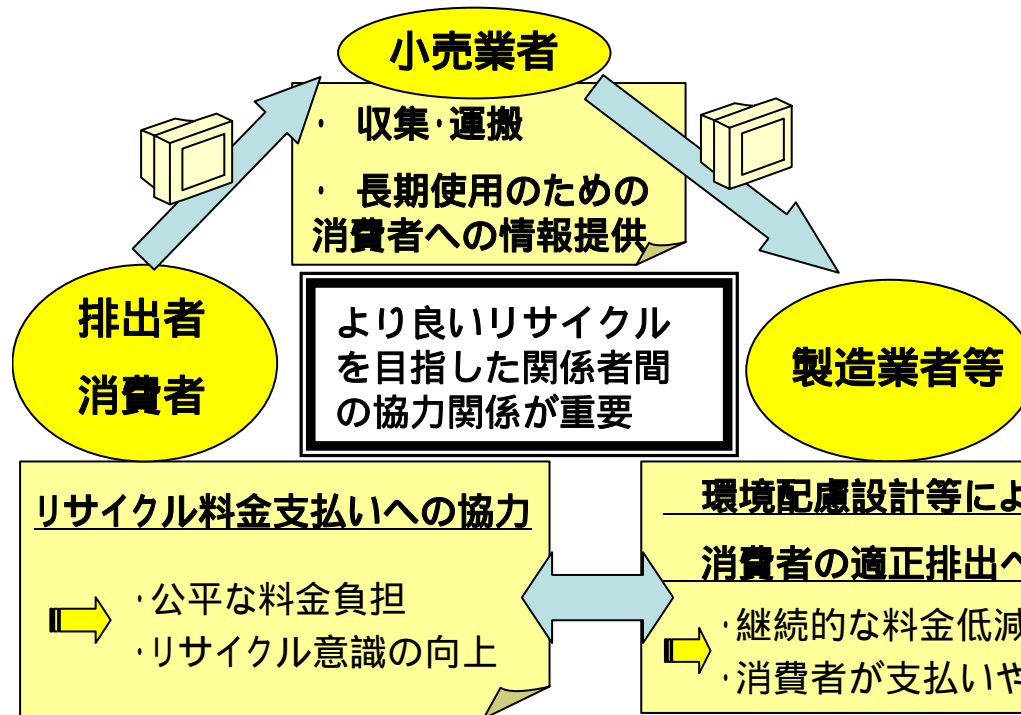 小売業者
· 収集·運搬
· 長期使用のための
消費者への情報提供
排出者
消費者
より良いリサイクル
を目指した関係者間
の協力関係が重要
製造業者等
リサイクル料金支払いへの協力
·公平な料金負担
·リサイクル意識の向上
環境配慮設計等によ
消費者の適正排出へ
·継続的な料金低減
·消費者が支払いや